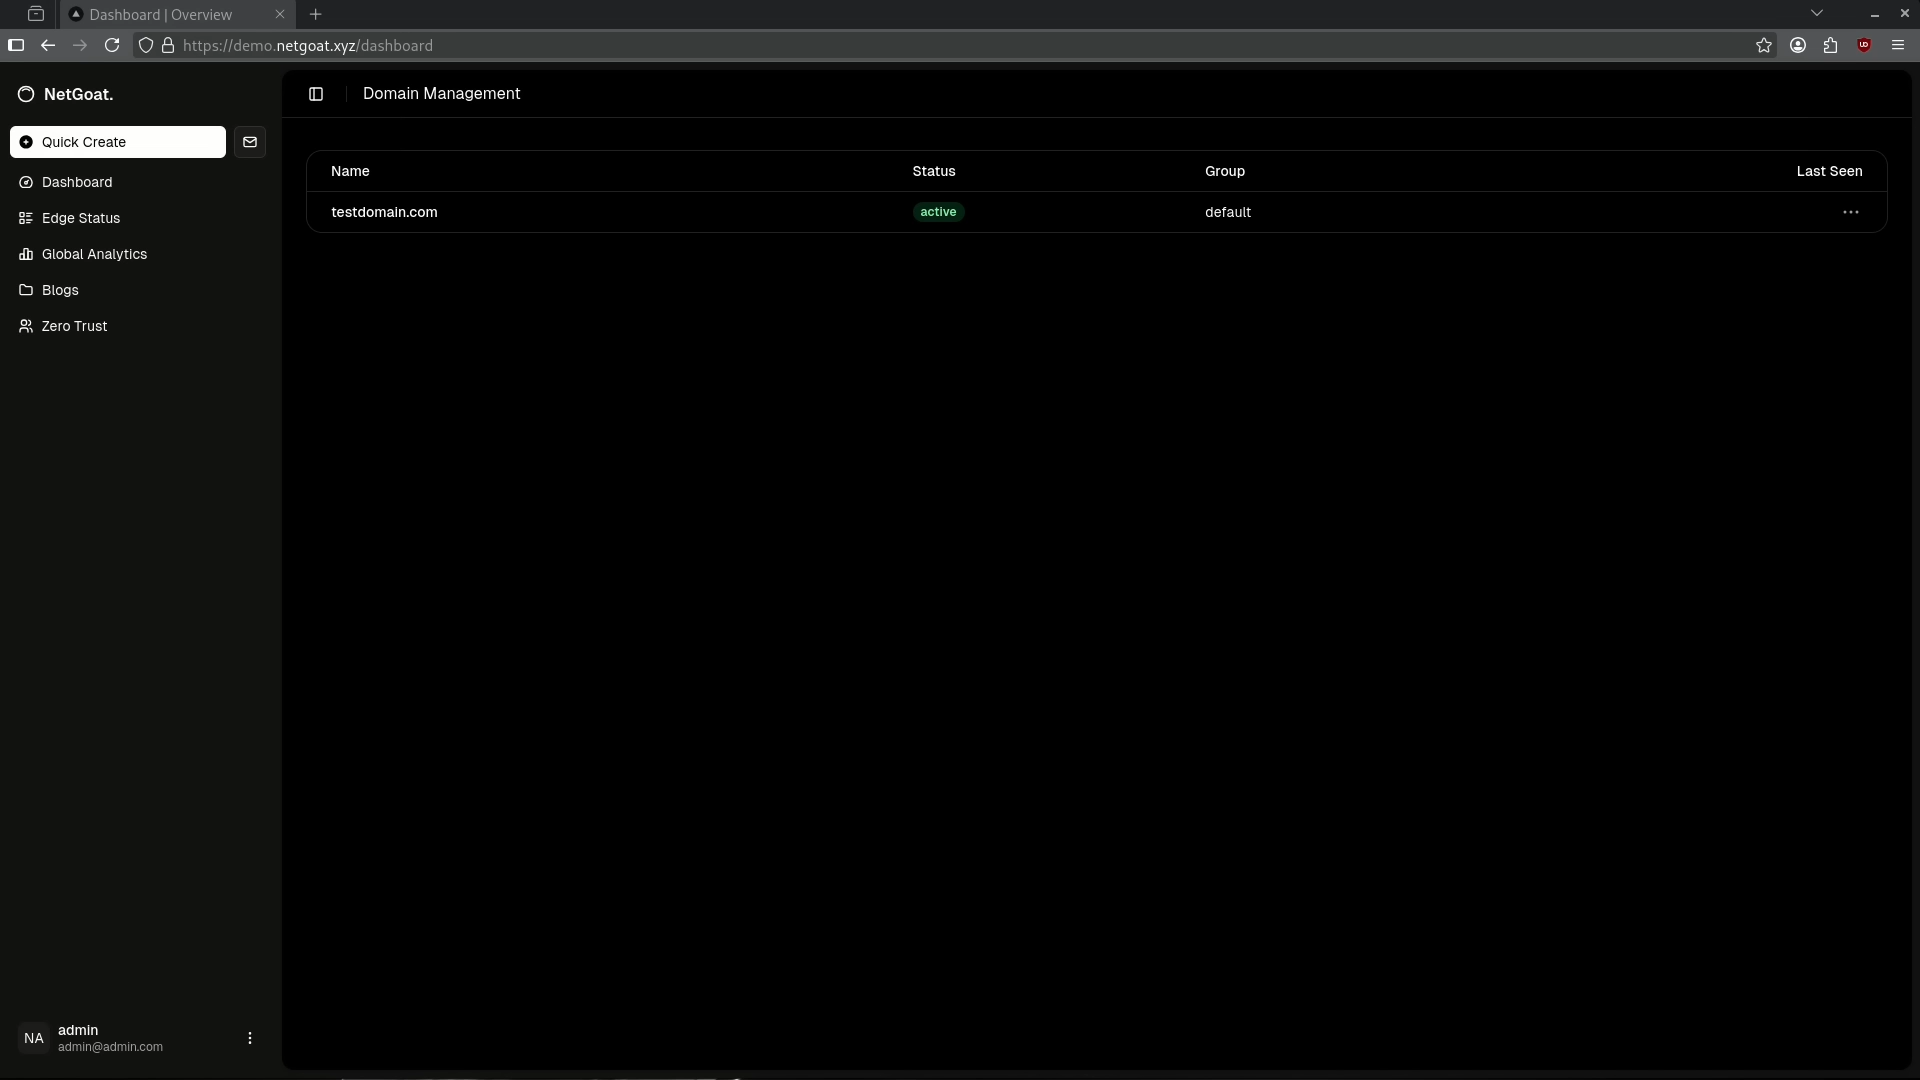 Dashboard | Overview
https://demo.netgoat.xyz/dashboard
NetGoat.
Domain Management
Quick Create
Dashboard
Edge Status
Global Analytics
Blogs
Zero Trust
Name Status Group Last Seen
testdomain.com active default
NA
admin
admin@admin.com